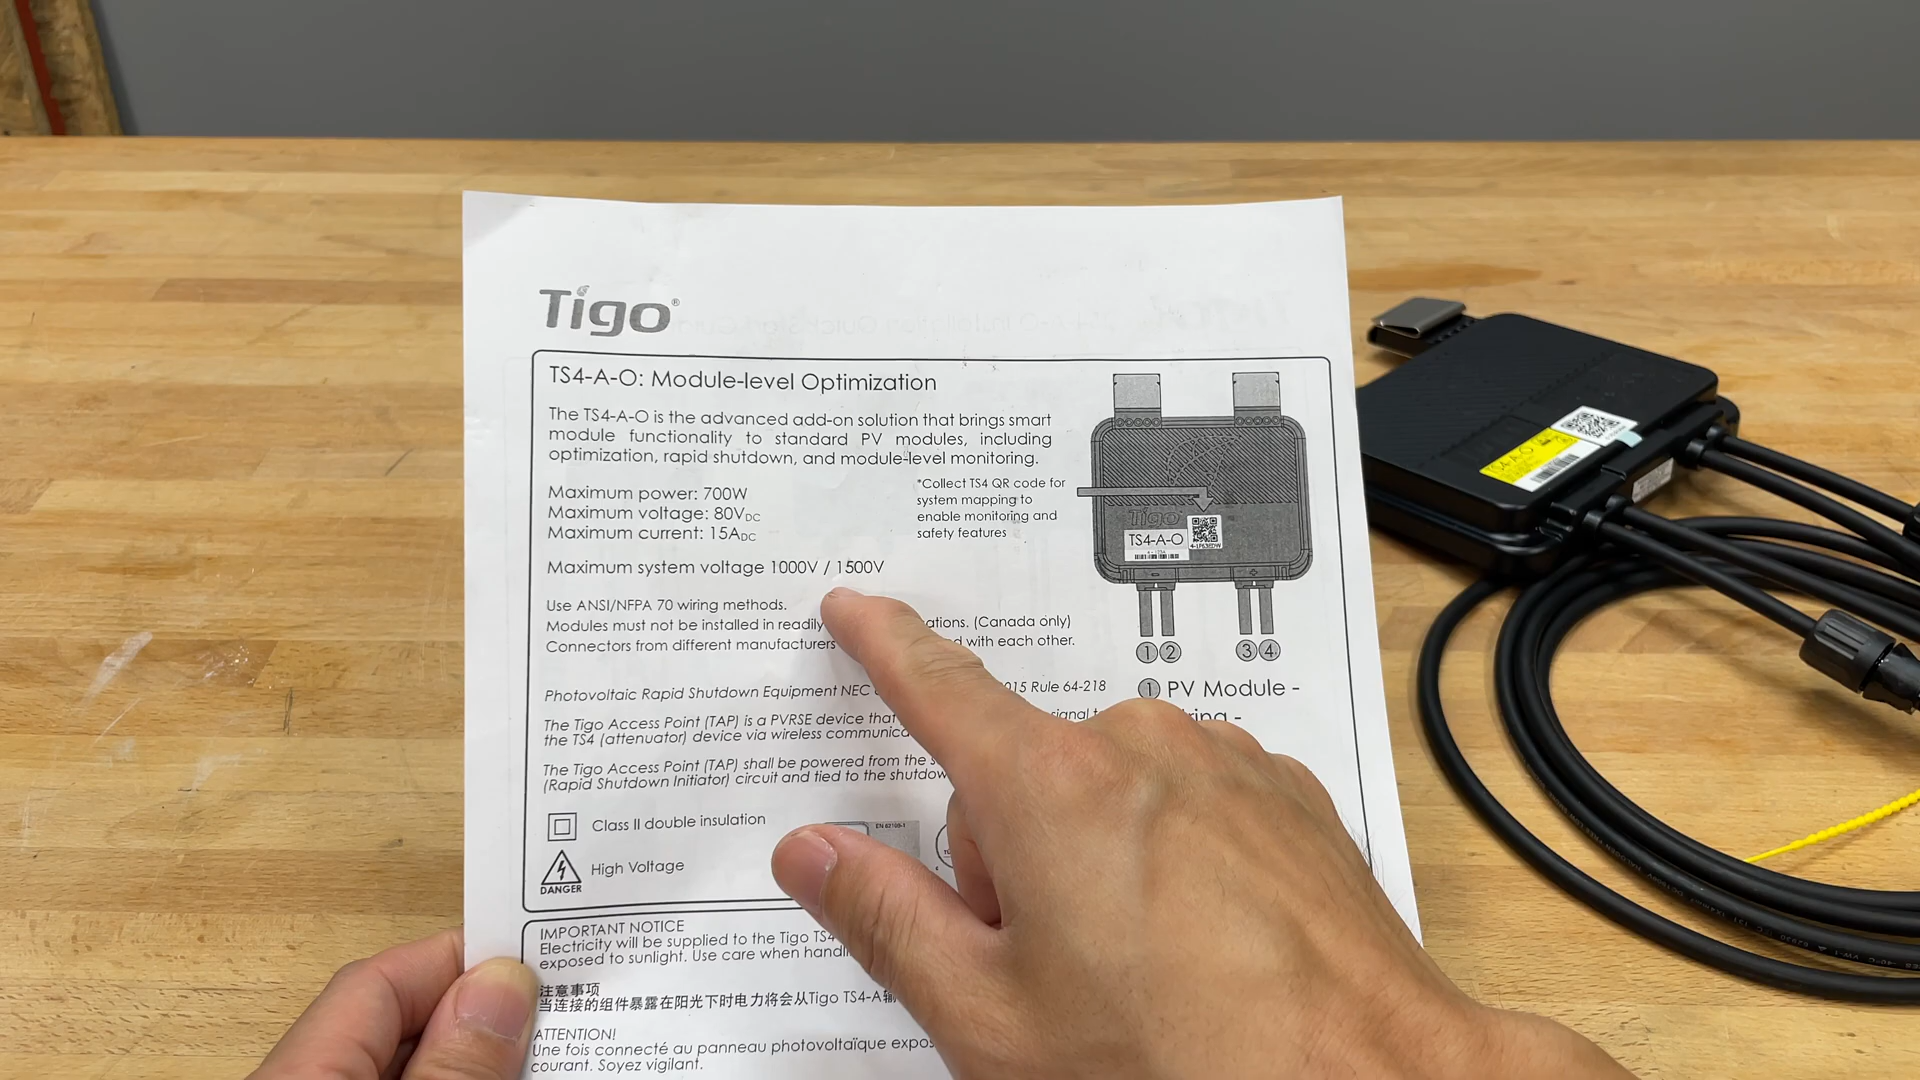 Tigo®
TS4-A-O: Module-level Optimization
The TS4-A-O is the advanced add-on solution that brings smart
module functionality to standard PV modules, including
optimization, rapid shutdown, and module-level monitoring.
Maximum power: 700W
Maximum voltage: 80VDC
Maximum current: 15ADC
Maximum system voltage 1000V / 1500V
*Collect TS4 QR code for
system mapping to
enable monitoring and
safety features
Tigo
TS4-A-O
1 2 3 4
Use ANSI/NFPA 70 wiring methods.
Modules must not be installed in readily (Canada only)
Connectors from different manufacturers with each other.
1 PV Module -
Photovoltaic Rapid Shutdown Equipment NEC Rule 64-218
The Tigo Access Point (TAP) is a PVRSE device that
the TS4 (attenuator) device via wireless
The Tigo Access Point (TAP) shall be powered from the
(Rapid Shutdown Initiator) circuit and tied to the
Class II double insulation
EN 62109-1
DANGER
High Voltage
IMPORTANT NOTICE
Electricity will be supplied to the Tigo
exposed to sunlight. Use care when
注意事项
当连接的组件暴露在阳光下时电力将会从Tigo TS4-A输
ATTENTION!
Une fois connecté au panneau photovoltaïque
courant. Soyez vigilant.
TS4-A-O